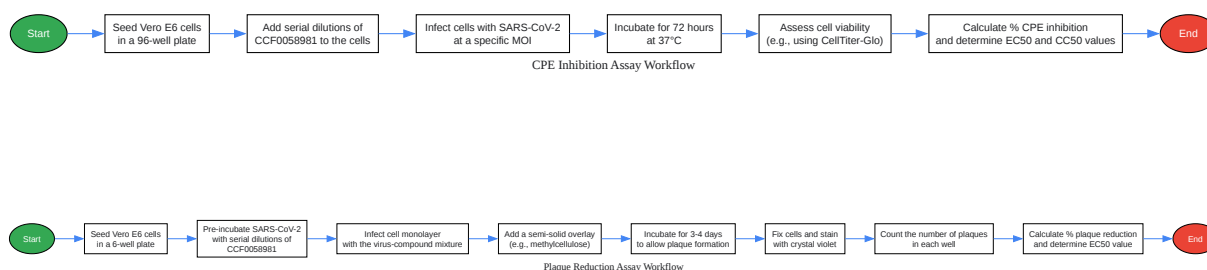 Start
Seed Vero E6 cells
in a 96-well plate
Add serial dilutions of
CCF0058981 to the cells
Infect cells with SARS-CoV-2
at a specific MOI
Incubate for 72 hours
at 37°C
Assess cell viability
(e.g., using CellTiter-Glo)
Calculate % CPE inhibition
and determine EC50 and CC50 values
End
CPE Inhibition Assay Workflow
Start
Seed Vero E6 cells
in a 6-well plate
Pre-incubate SARS-CoV-2
with serial dilutions of
CCF0058981
Infect cell monolayer
with the virus-compound mixture
Add a semi-solid overlay
(e.g., methylcellulose)
Incubate for 3-4 days
to allow plaque formation
Fix cells and stain
with crystal violet
Count the number of plaques
in each well
Calculate % plaque reduction
and determine EC50 value
End
Plaque Reduction Assay Workflow